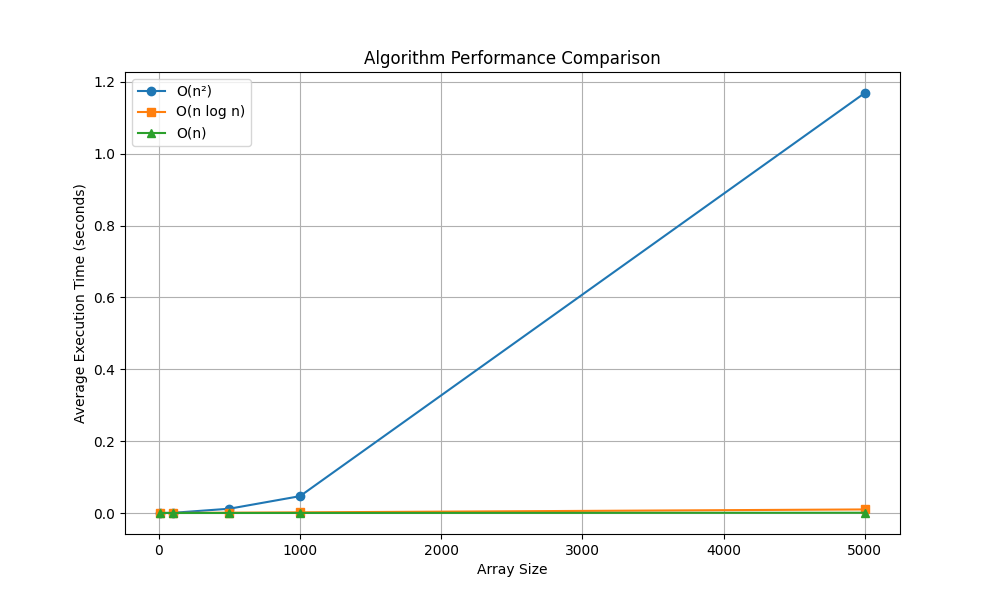 Algorithm Performance Comparison
O(n²)
O(n log n)
O(n)
Average Execution Time (seconds)
1.2
1.0
0.8
0.6
0.4
0.2
0.0
0
1000
2000
3000
4000
5000
Array Size